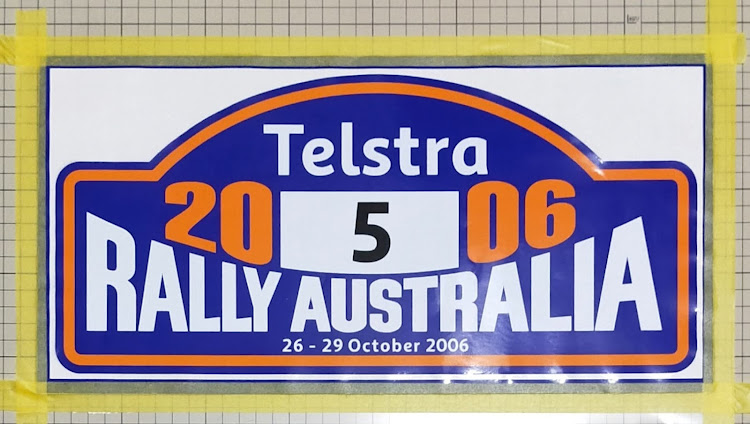 Telstra
20 5 06
RALLY AUSTRALIA
26 - 29 October 2006